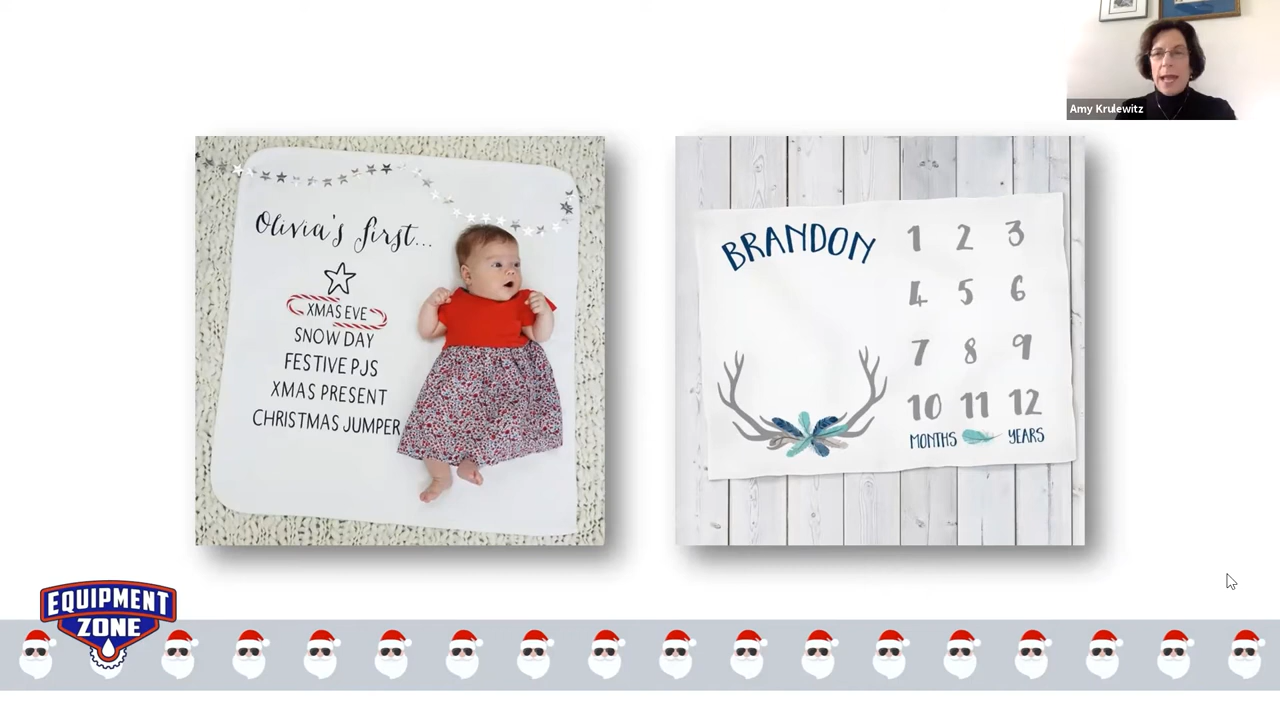 Amy Krulewitz
Olivia's first...
XMAS EVE
SNOW DAY
FESTIVE PJS
XMAS PRESENT
CHRISTMAS JUMPER
BRANDON
1 2 3
4 5 6
7 8 9
10 11 12
MONTHS YEARS
EQUIPMENT
ZONE